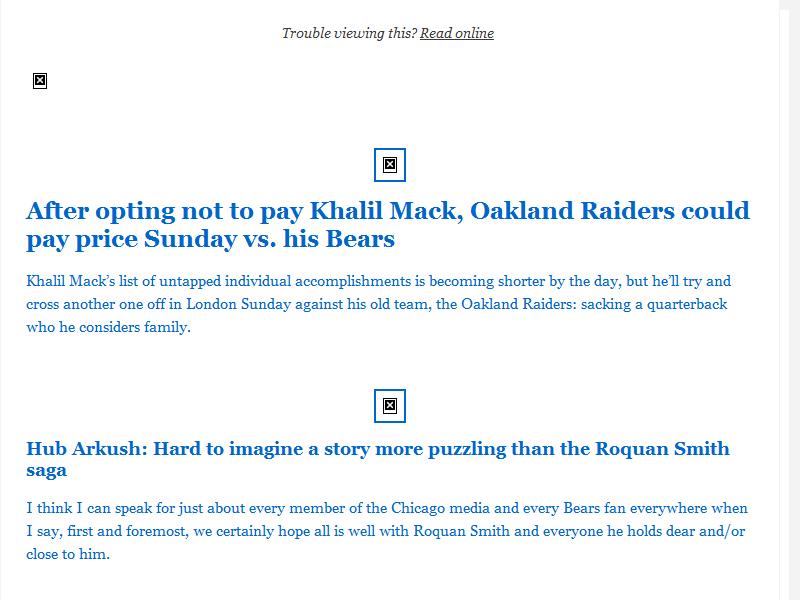 Trouble viewing this? Read online
After opting not to pay Khalil Mack, Oakland Raiders could
pay price Sunday vs. his Bears
Khalil Mack’s list of untapped individual accomplishments is becoming shorter by the day, but he’ll try and
cross another one off in London Sunday against his old team, the Oakland Raiders: sacking a quarterback
who he considers family.
Hub Arkush: Hard to imagine a story more puzzling than the Roquan Smith
saga
I think I can speak for just about every member of the Chicago media and every Bears fan everywhere when
I say, first and foremost, we certainly hope all is well with Roquan Smith and everyone he holds dear and/or
close to him.